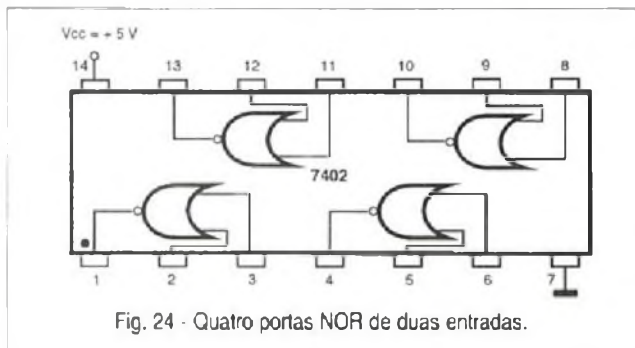 Vcc = + 5 V
14 13 12 11 10 9 8
7402
1 2 3 4 5 6 7
Fig. 24 - Quatro portas NOR de duas entradas.